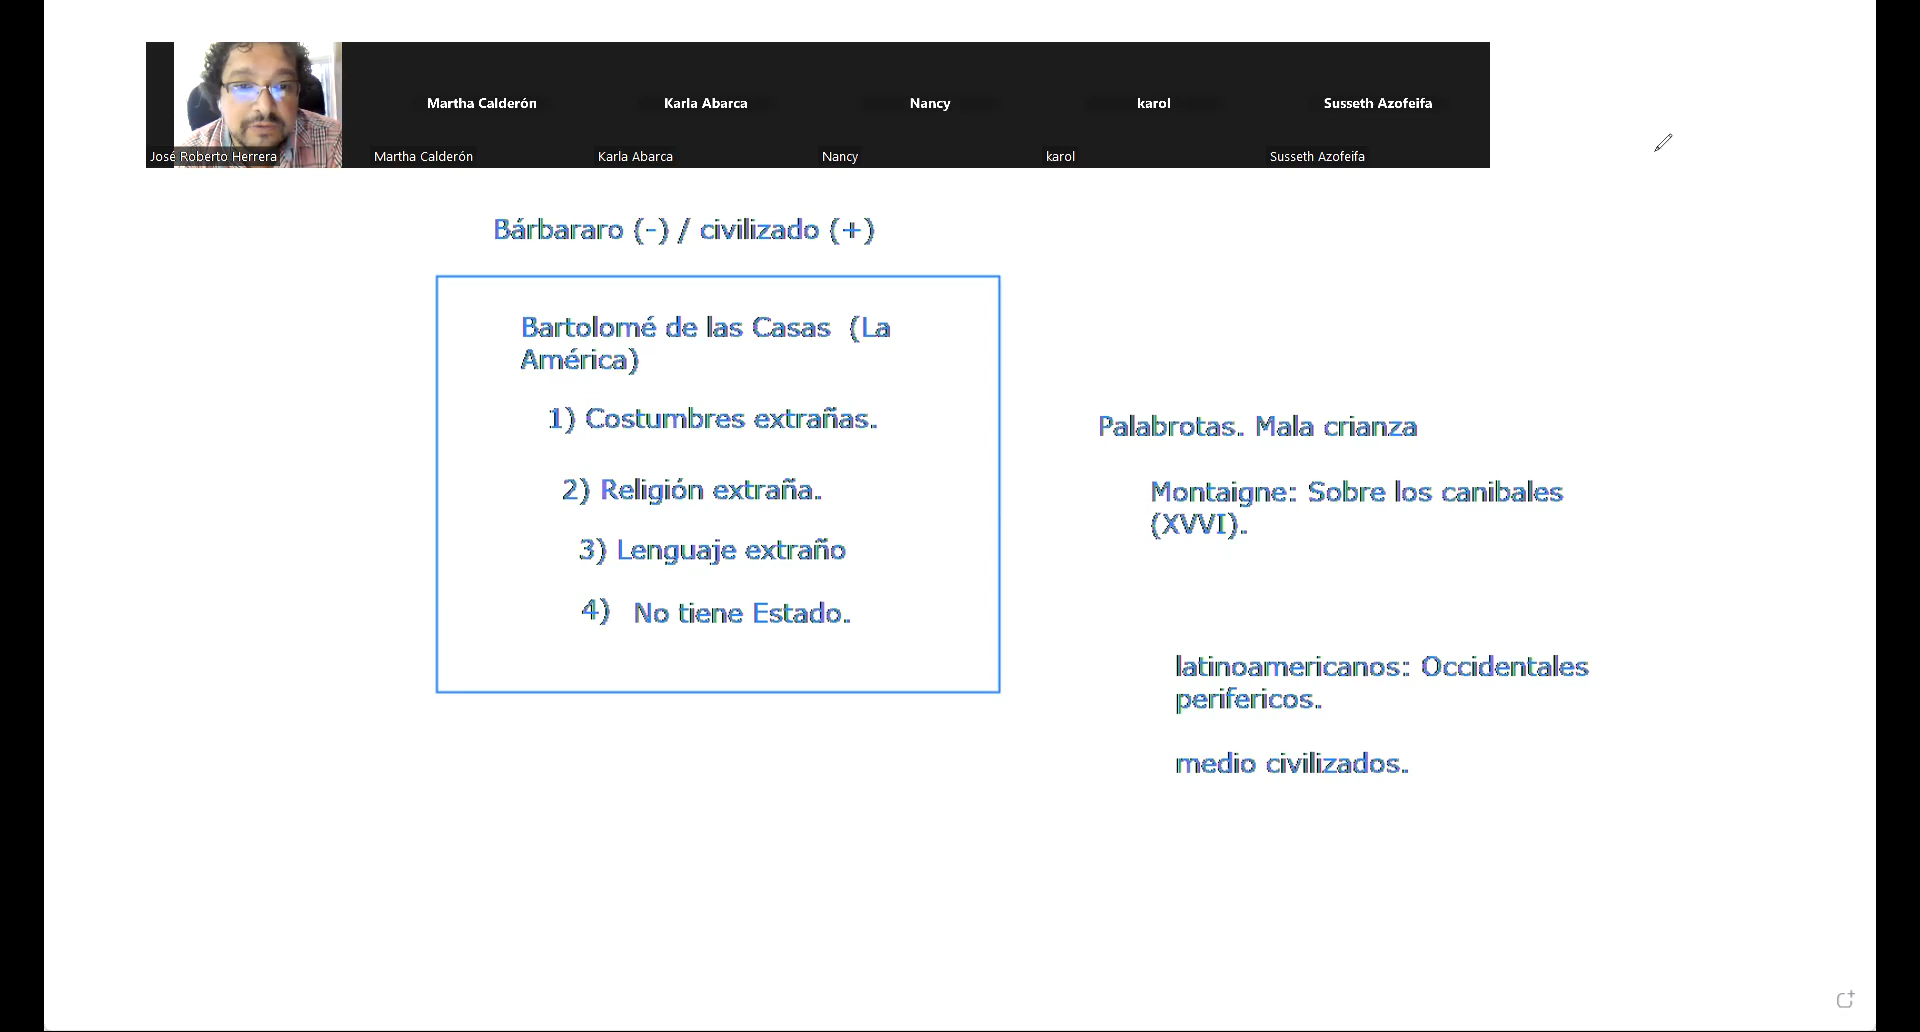 Martha Calderón
Karla Abarca
Nancy
karol
Susseth Azofeifa
José Roberto Herrera
Martha Calderón
Karla Abarca
Nancy
karol
Susseth Azofeifa
Bárbararo (-) / civilizado (+)
Bartolomé de las Casas (La
América)
1) Costumbres extrañas.
2) Religión extraña.
3) Lenguaje extraño
4) No tiene Estado.
Palabrotas. Mala crianza
Montaigne: Sobre los canibales
(XVVI).
latinoamericanos: Occidentales
perifericos.
medio civilizados.